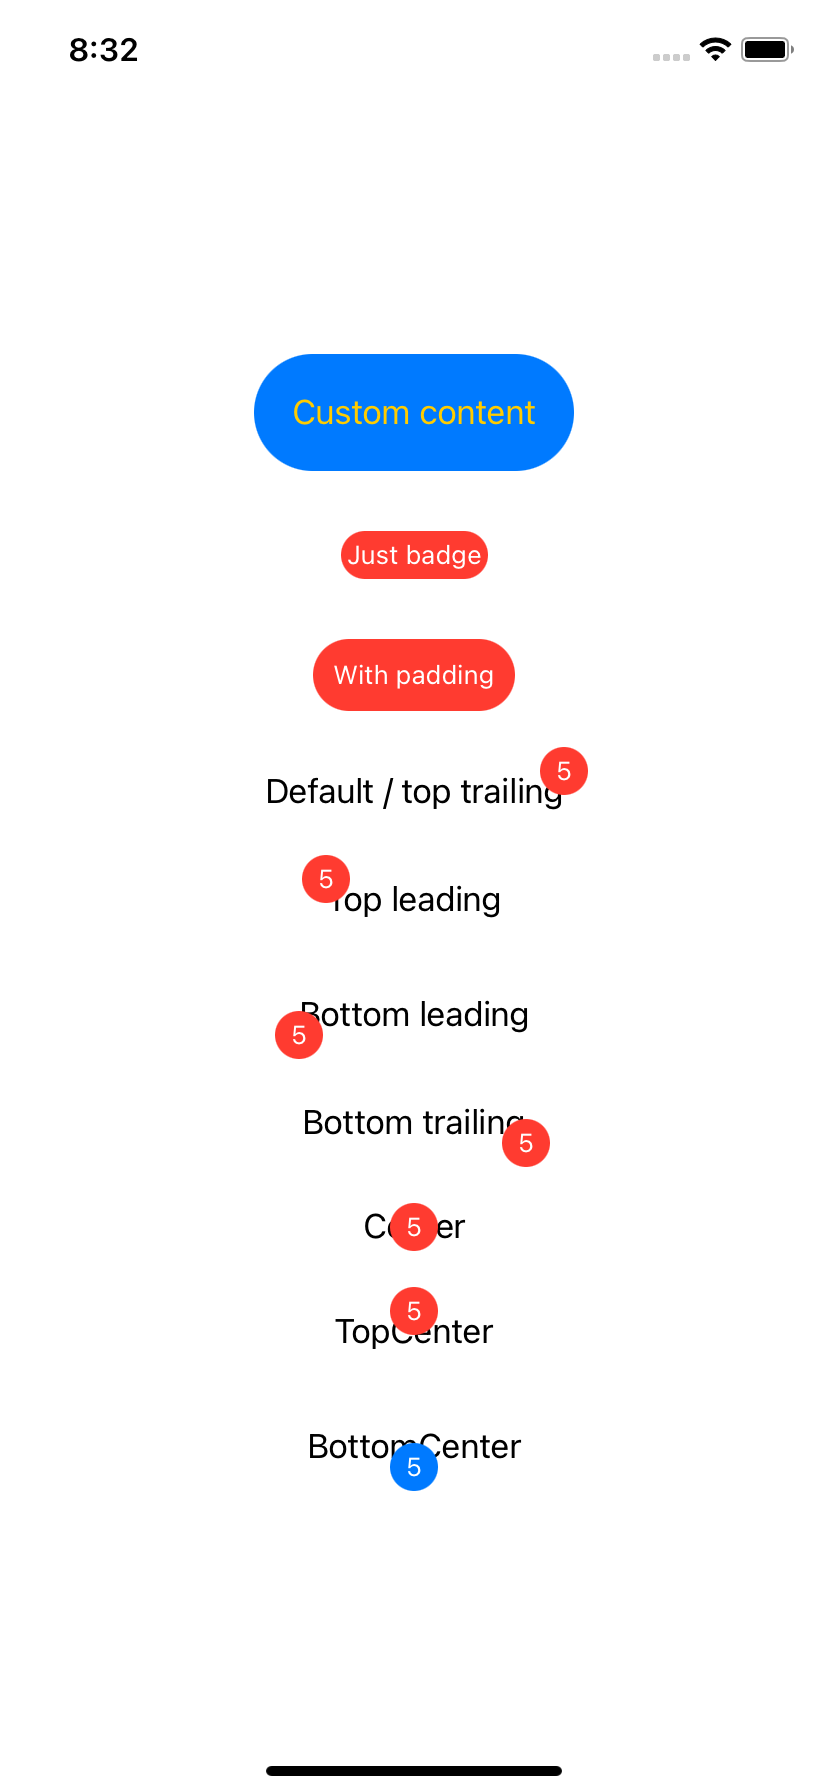 8:32
Custom content
Just badge
With padding
5
Default / top trailing
5
Top leading
Bottom leading
5
Bottom trailing
5
5
5
TopCenter
BottomCenter
5